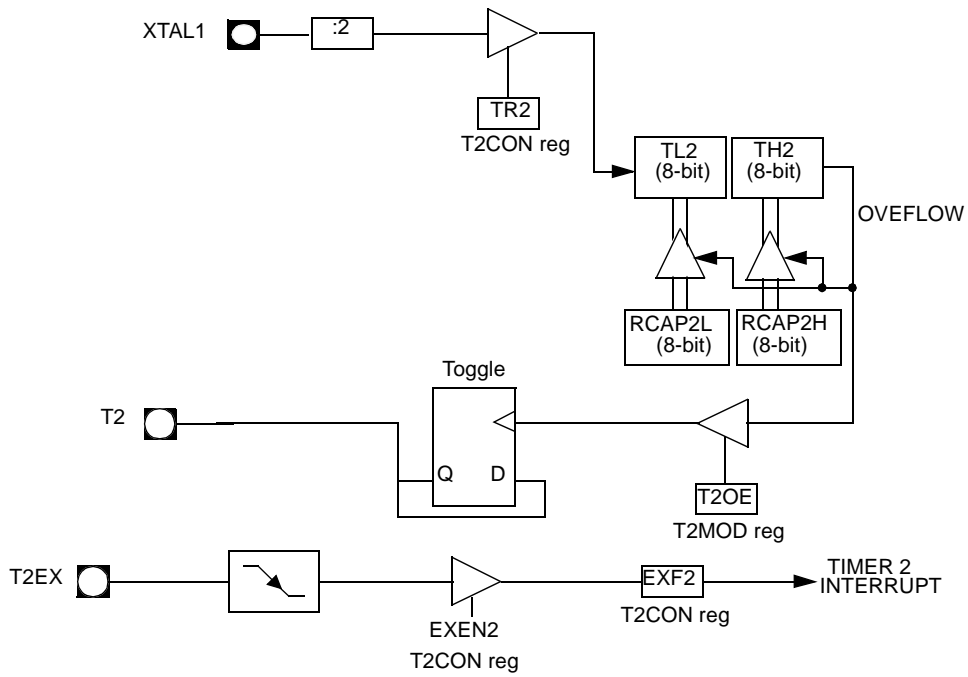 XTAL1
:2
TR2
T2CON reg
TL2
(8-bit)
TH2
(8-bit)
OVEFLOW
RCAP2L
(8-bit)
RCAP2H
(8-bit)
Toggle
T2
Q
D
T2OE
T2MOD reg
T2EX
EXEN2
T2CON reg
EXF2
T2CON reg
TIMER 2
INTERRUPT